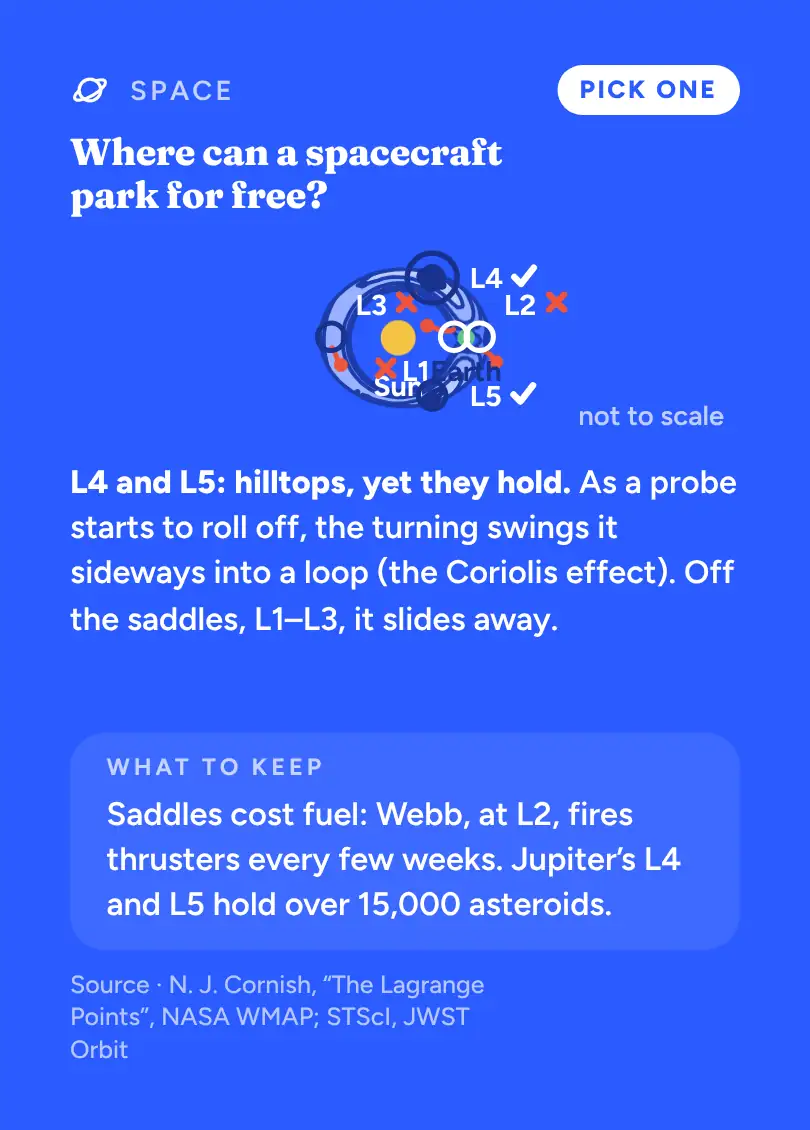 SPACE
PICK ONE
Where can a spacecraft
park for free?
L4
L3
L2
L1
Earth
Sun
L5
not to scale
L4 and L5: hilltops, yet they hold. As a probe
starts to roll off, the turning swings it
sideways into a loop (the Coriolis effect). Off
the saddles, L1–L3, it slides away.
WHAT TO KEEP
Saddles cost fuel: Webb, at L2, fires
thrusters every few weeks. Jupiter’s L4
and L5 hold over 15,000 asteroids.
Source · N. J. Cornish, “The Lagrange
Points”, NASA WMAP; STScI, JWST
Orbit